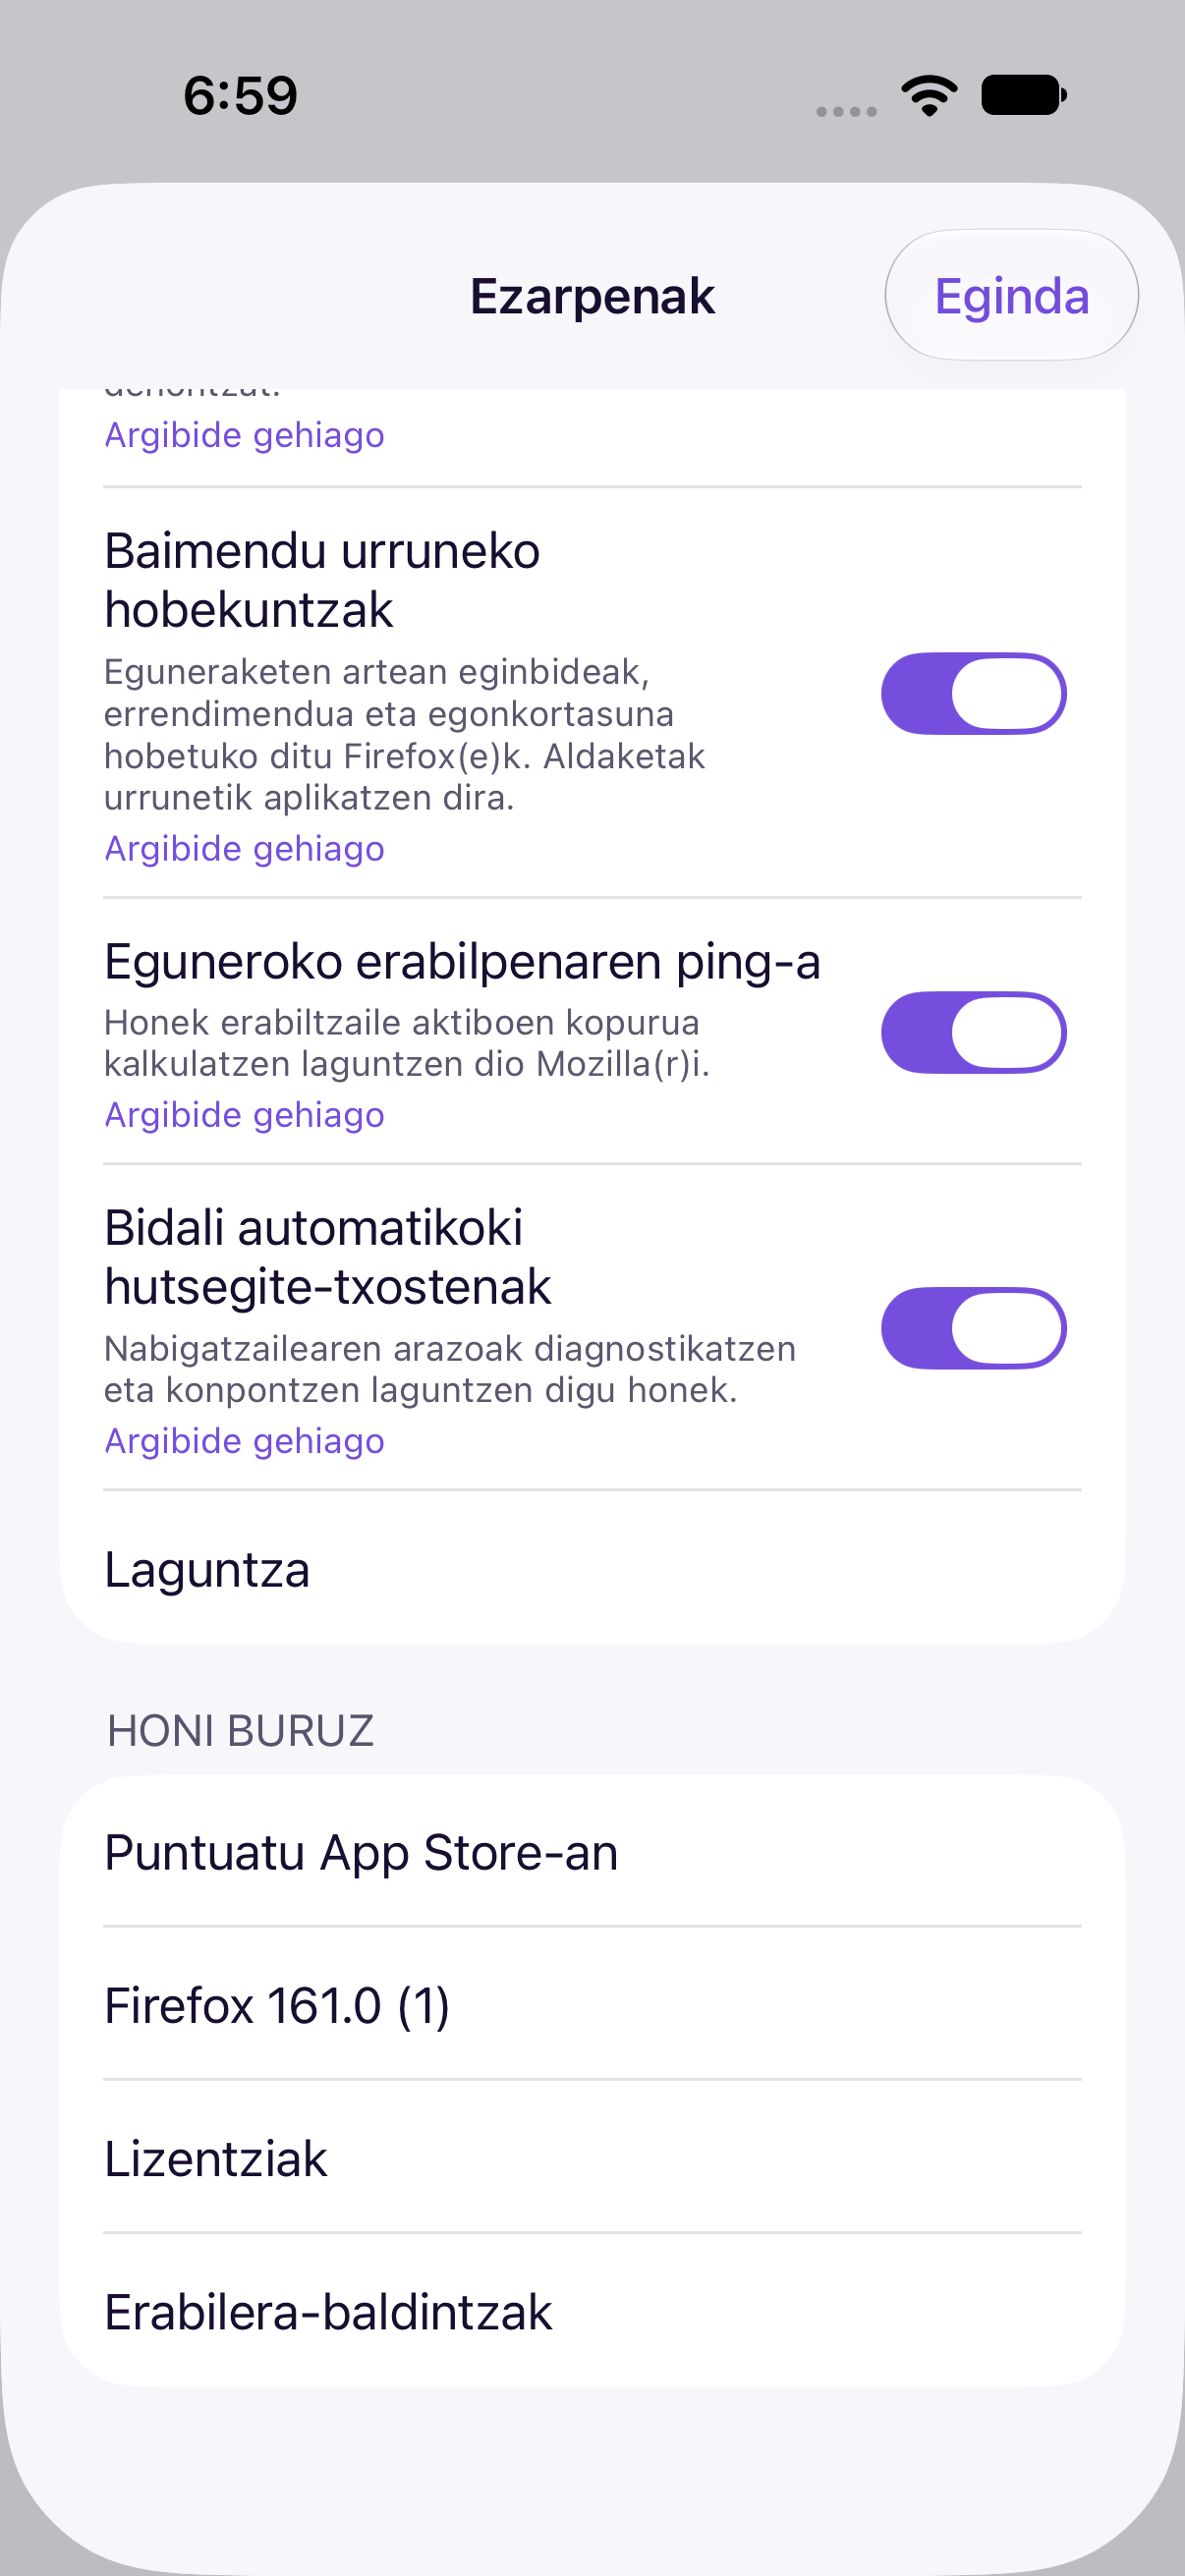 6:59
Ezarpenak
Eginda
Argibide gehiago
Baimendu urruneko
hobekuntzak
Eguneraketen artean eginbideak,
errendimendua eta egonkortasuna
hobetuko ditu Firefox(e)k. Aldaketak
urrunetik aplikatzen dira.
Argibide gehiago
Eguneroko erabilpenaren ping-a
Honek erabiltzaile aktiboen kopurua
kalkulatzen laguntzen dio Mozilla(r)i.
Argibide gehiago
Bidali automatikoki
hutsegite-txostenak
Nabigatzailearen arazoak diagnostikatzen
eta konpontzen laguntzen digu honek.
Argibide gehiago
Laguntza
HONI BURUZ
Puntuatu App Store-an
Firefox 161.0 (1)
Lizentziak
Erabilera-baldintzak